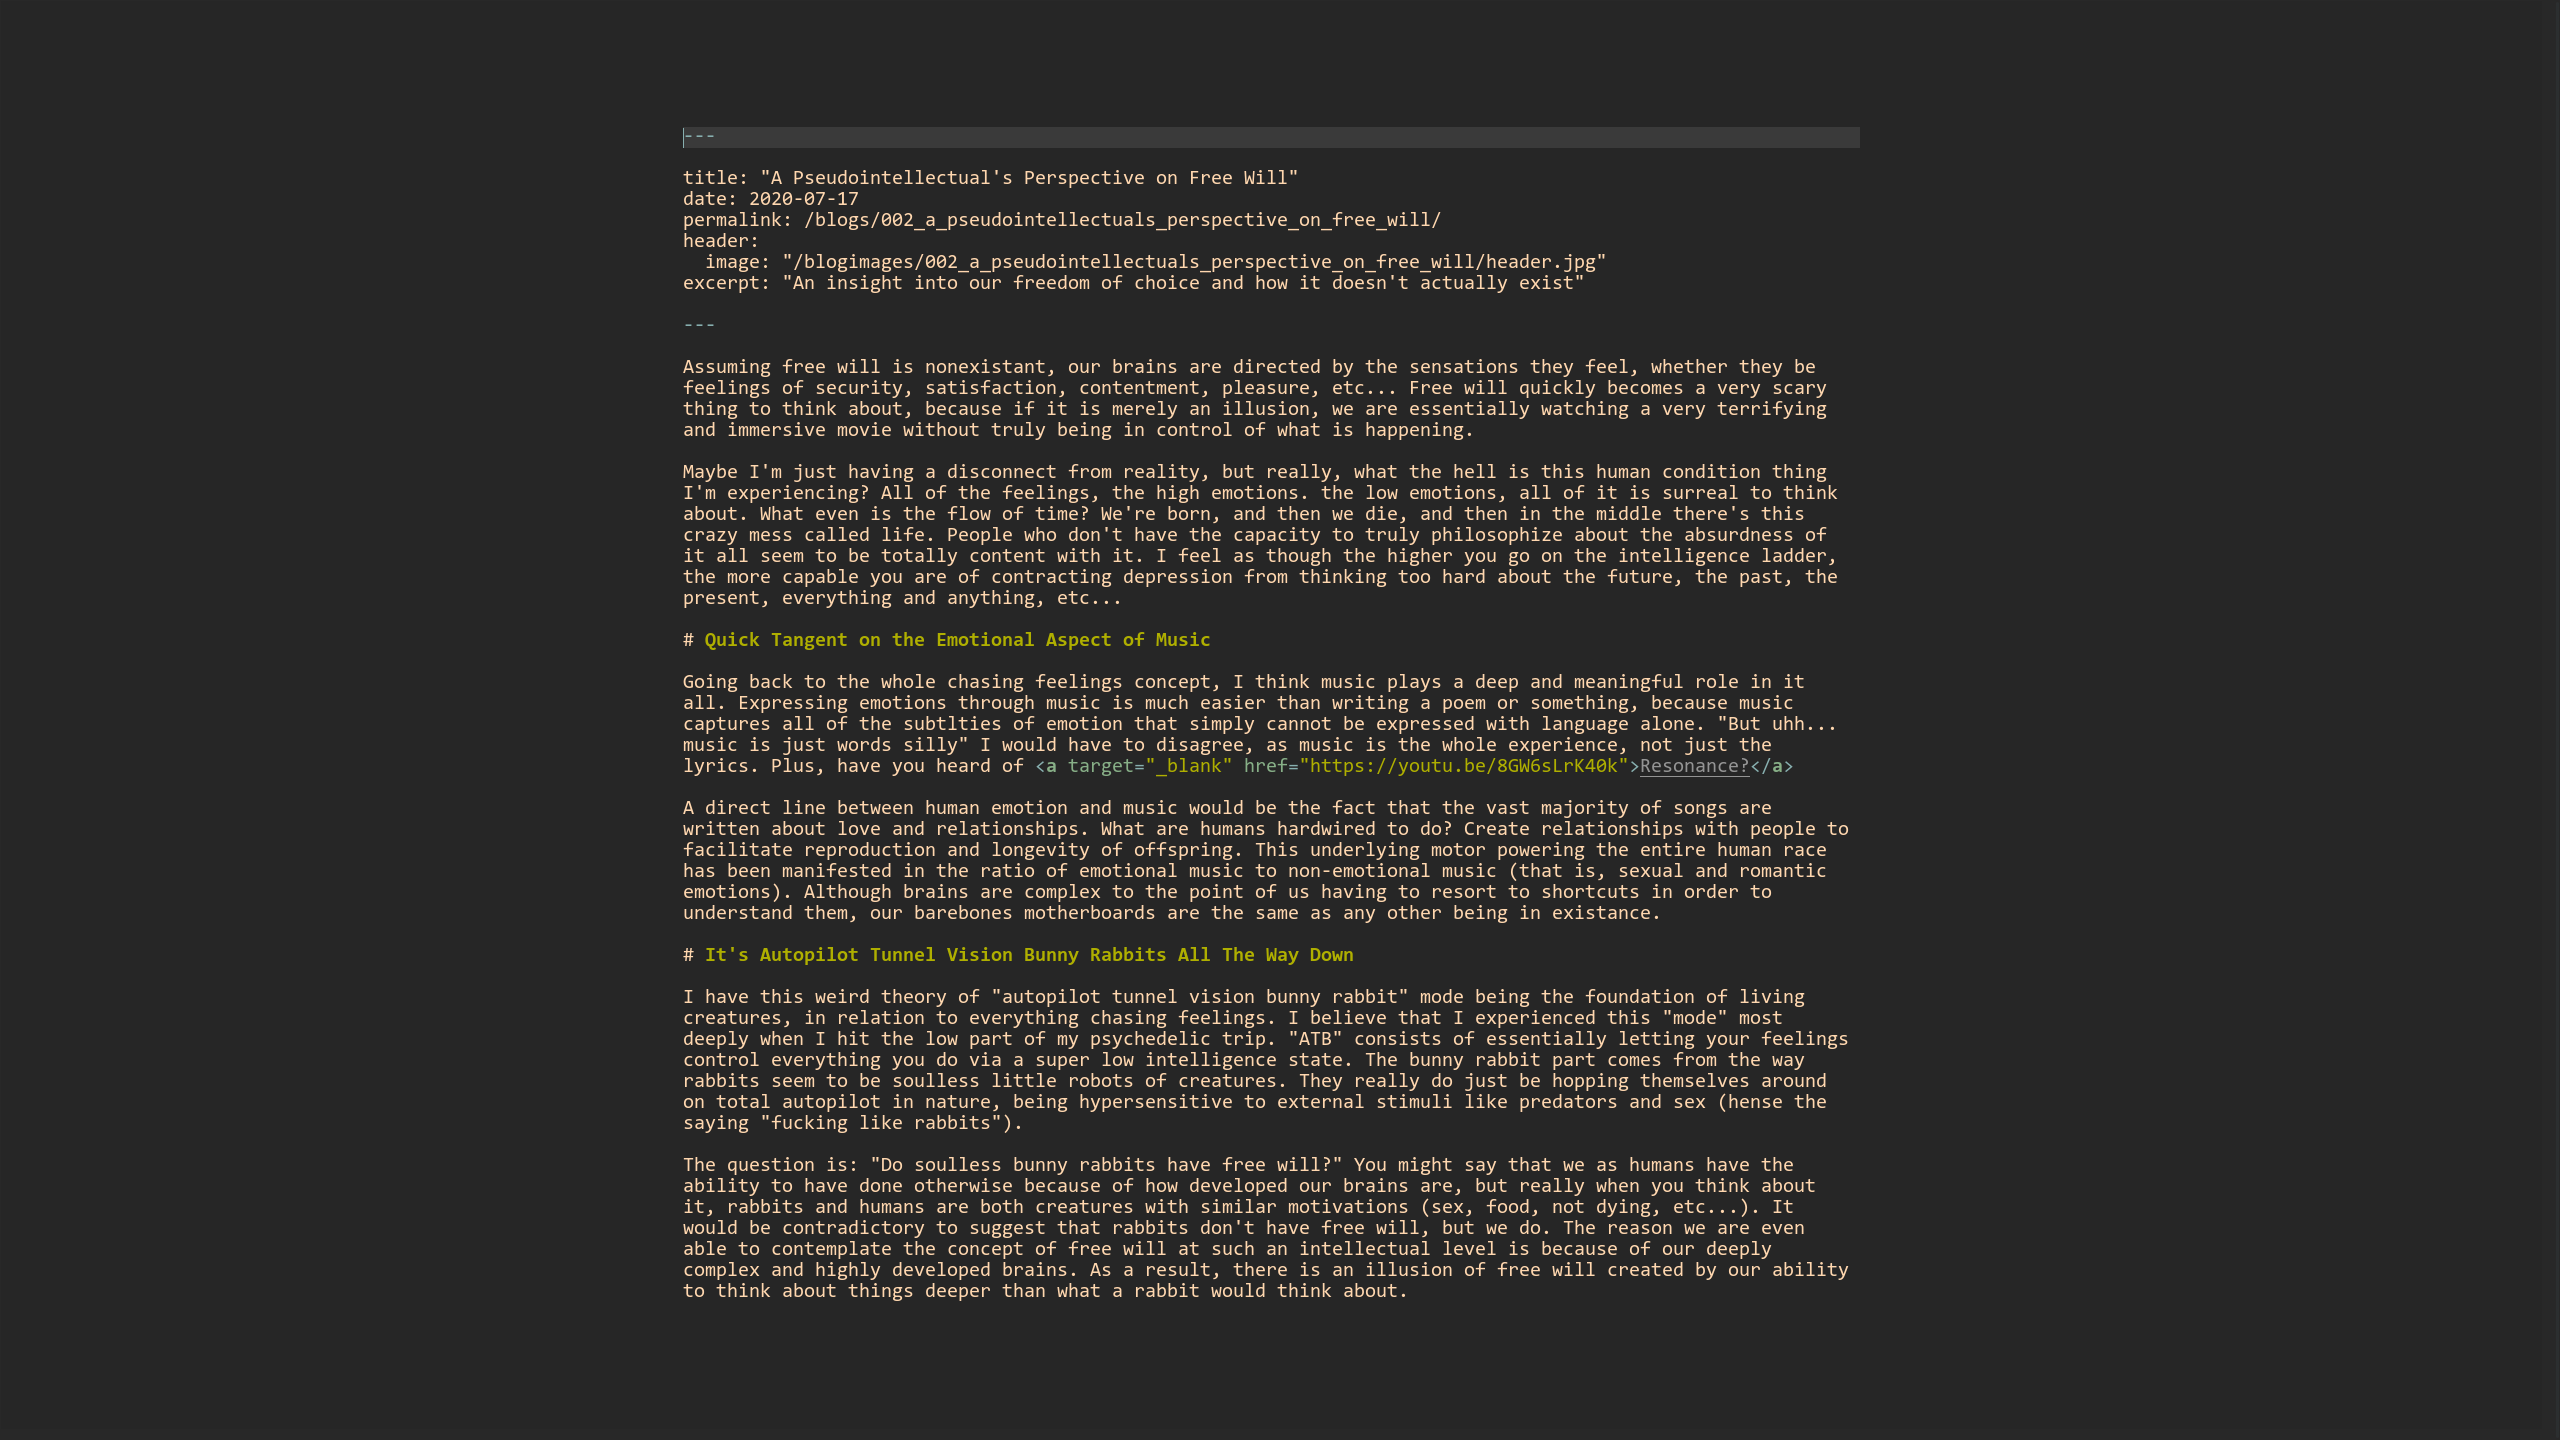 ---
title: "A Pseudointellectual's Perspective on Free Will"
date: 2020-07-17
permalink: /blogs/002_a_pseudointellectuals_perspective_on_free_will/
header:
  image: "/blogimages/002_a_pseudointellectuals_perspective_on_free_will/header.jpg"
excerpt: "An insight into our freedom of choice and how it doesn't actually exist"
---
Assuming free will is nonexistant, our brains are directed by the sensations they feel, whether they be
feelings of security, satisfaction, contentment, pleasure, etc... Free will quickly becomes a very scary
thing to think about, because if it is merely an illusion, we are essentially watching a very terrifying
and immersive movie without truly being in control of what is happening.
Maybe I'm just having a disconnect from reality, but really, what the hell is this human condition thing
I'm experiencing? All of the feelings, the high emotions. the low emotions, all of it is surreal to think
about. What even is the flow of time? We're born, and then we die, and then in the middle there's this
crazy mess called life. People who don't have the capacity to truly philosophize about the absurdness of
it all seem to be totally content with it. I feel as though the higher you go on the intelligence ladder,
the more capable you are of contracting depression from thinking too hard about the future, the past, the
present, everything and anything, etc...
# Quick Tangent on the Emotional Aspect of Music
Going back to the whole chasing feelings concept, I think music plays a deep and meaningful role in it
all. Expressing emotions through music is much easier than writing a poem or something, because music
captures all of the subtlties of emotion that simply cannot be expressed with language alone. "But uhh...
music is just words silly" I would have to disagree, as music is the whole experience, not just the
lyrics. Plus, have you heard of <a target="_blank" href="https://youtu.be/8GW6sLrK40k">Resonance?</a>
A direct line between human emotion and music would be the fact that the vast majority of songs are
written about love and relationships. What are humans hardwired to do? Create relationships with people to
facilitate reproduction and longevity of offspring. This underlying motor powering the entire human race
has been manifested in the ratio of emotional music to non-emotional music (that is, sexual and romantic
emotions). Although brains are complex to the point of us having to resort to shortcuts in order to
understand them, our barebones motherboards are the same as any other being in existance.
# It's Autopilot Tunnel Vision Bunny Rabbits All The Way Down
I have this weird theory of "autopilot tunnel vision bunny rabbit" mode being the foundation of living
creatures, in relation to everything chasing feelings. I believe that I experienced this "mode" most
deeply when I hit the low part of my psychedelic trip. "ATB" consists of essentially letting your feelings
control everything you do via a super low intelligence state. The bunny rabbit part comes from the way
rabbits seem to be soulless little robots of creatures. They really do just be hopping themselves around
on total autopilot in nature, being hypersensitive to external stimuli like predators and sex (hense the
saying "fucking like rabbits").
The question is: "Do soulless bunny rabbits have free will?" You might say that we as humans have the
ability to have done otherwise because of how developed our brains are, but really when you think about
it, rabbits and humans are both creatures with similar motivations (sex, food, not dying, etc...). It
would be contradictory to suggest that rabbits don't have free will, but we do. The reason we are even
able to contemplate the concept of free will at such an intellectual level is because of our deeply
complex and highly developed brains. As a result, there is an illusion of free will created by our ability
to think about things deeper than what a rabbit would think about.